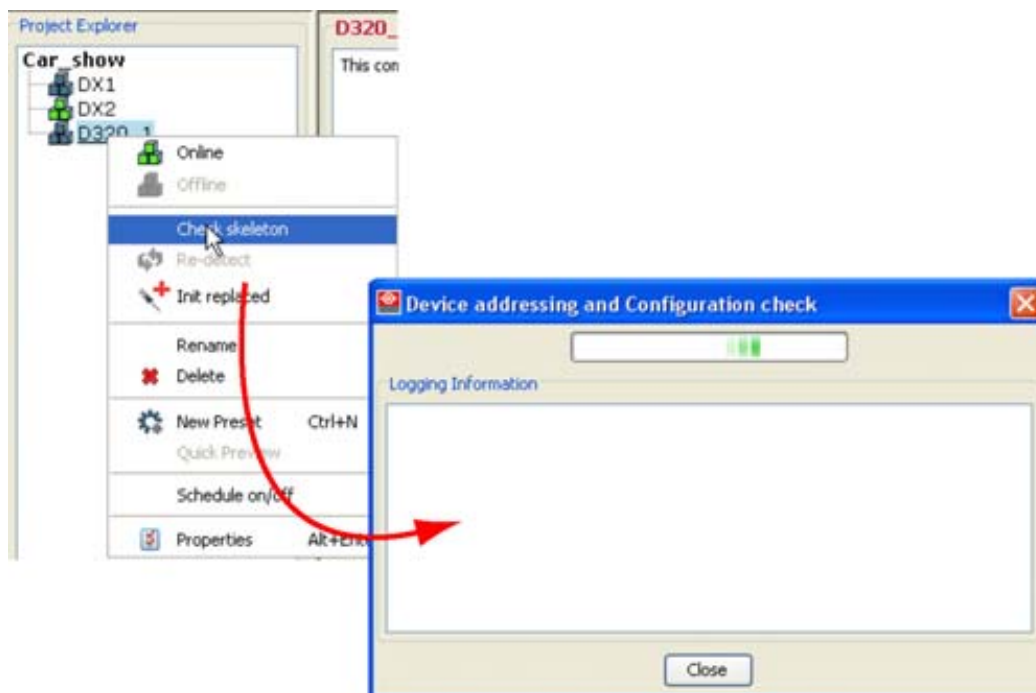 Project Explorer
Car_show
DX1
DX2
D320_1
D320_
This con
Online
Offline
Check skeleton
Re-detect
Init replaced
Rename
Delete
New Preset Ctrl+N
Quick Preview
Schedule on/off
Properties Alt+Ente
Device addressing and Configuration check
Logging Information
Close